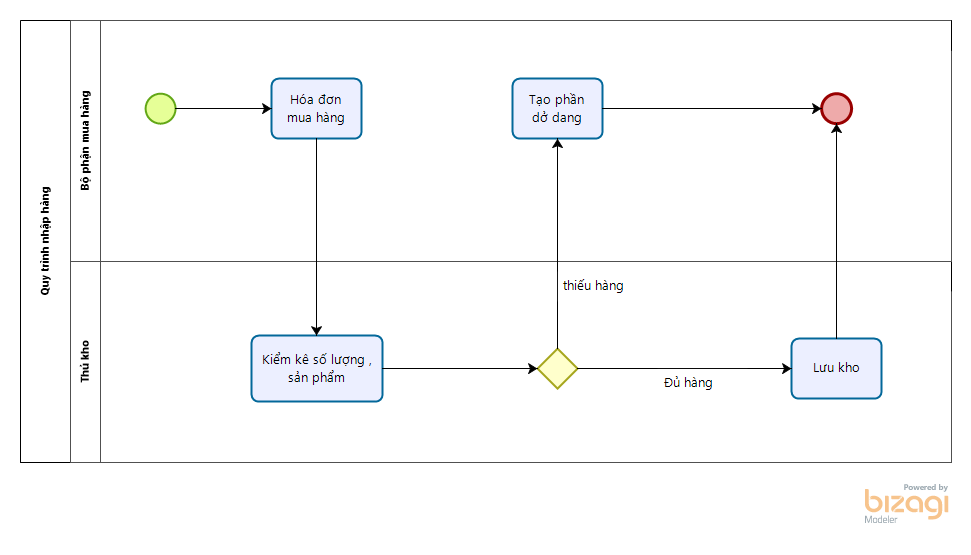 Quy trình nhập hàng
Bộ phận mua hàng
Hóa đơn
mua hàng
Tạo phần
dở dang
thiếu hàng
Thủ kho
Kiểm kê số lượng ,
sản phẩm
Đủ hàng
Lưu kho
Powered by
bizagi
Modeler